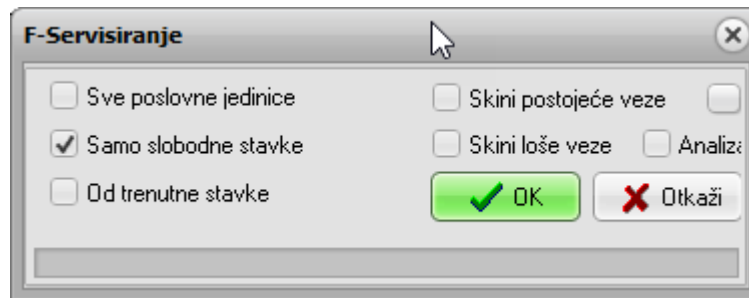 F-Servisiranje
Sve poslovne jedinice Skini postojeće veze
Samo slobodne stavke Skini loše veze
Od trenutne stavke OK Otkaži